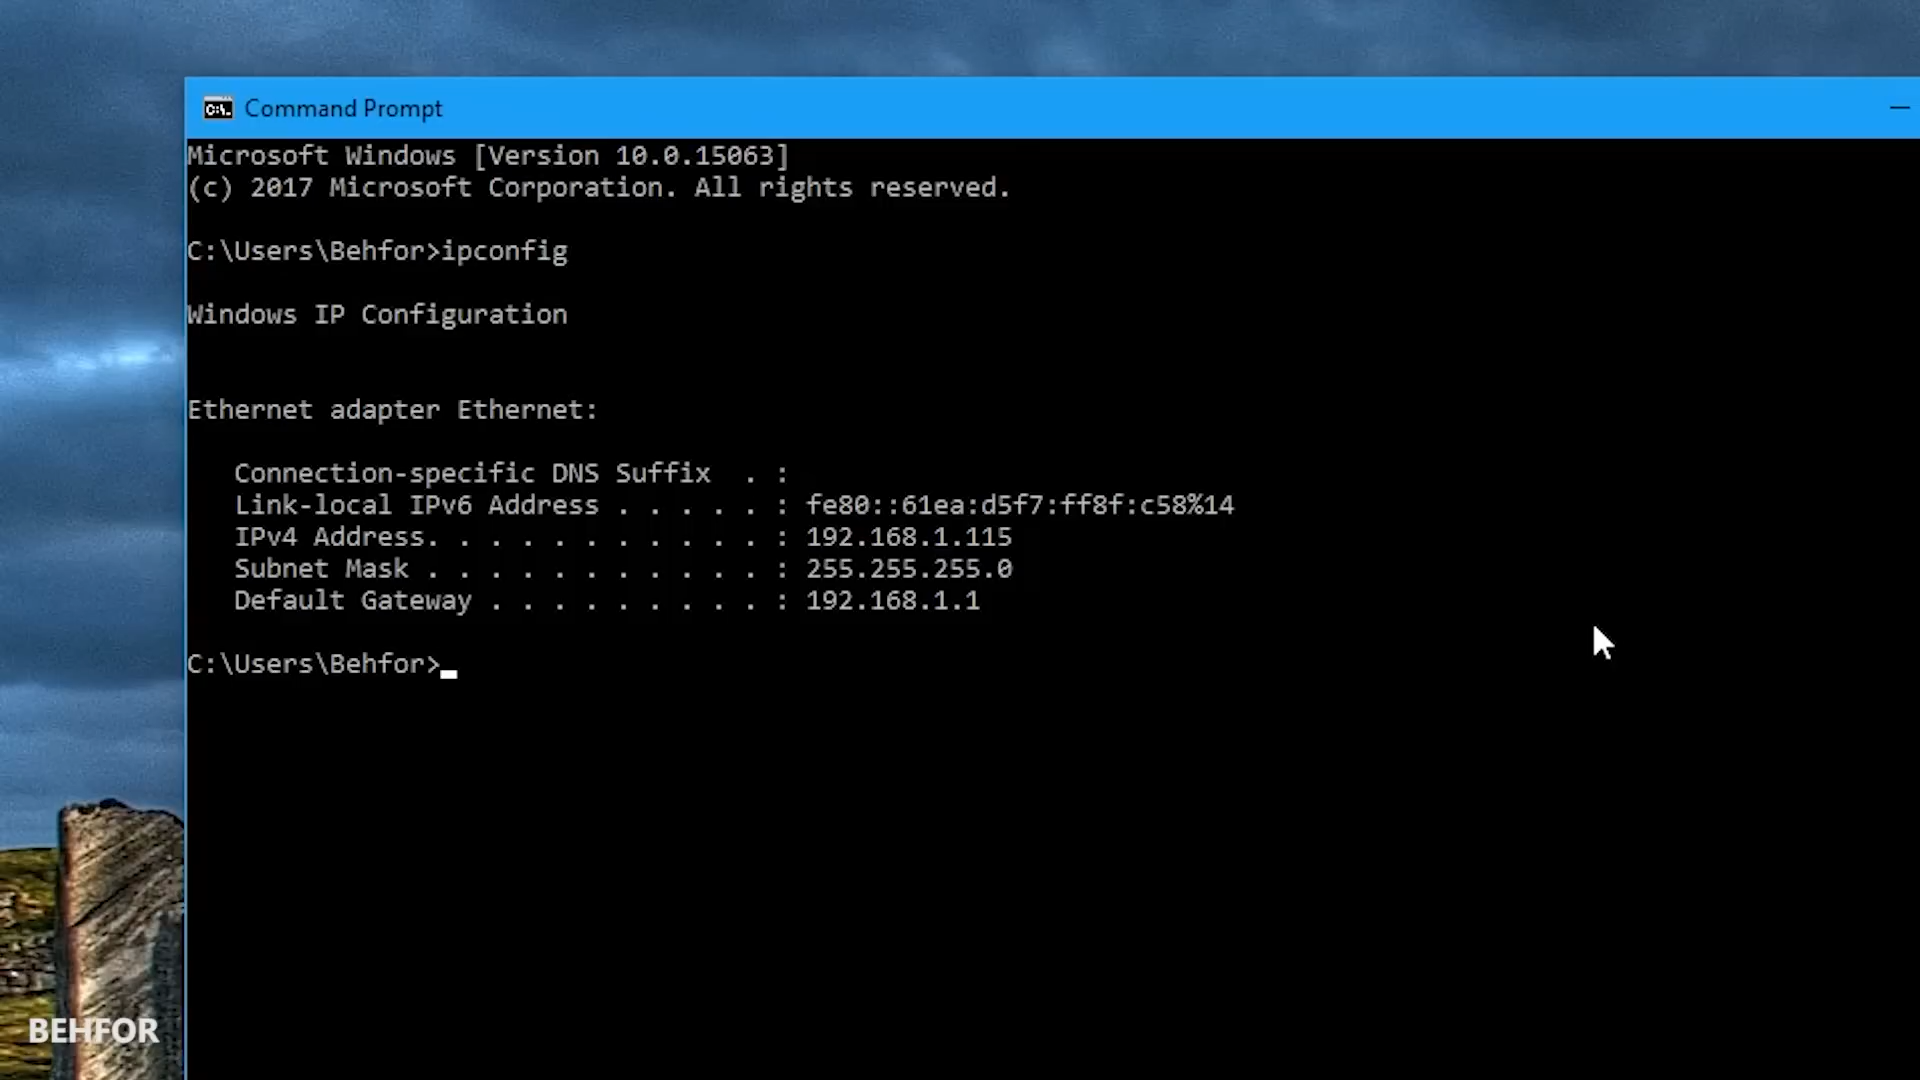 Command Prompt
Microsoft Windows [Version 10.0.15063]
(c) 2017 Microsoft Corporation. All rights reserved.
C:\Users\Behfor>ipconfig
Windows IP Configuration
Ethernet adapter Ethernet:
Connection-specific DNS Suffix  . :
Link-local IPv6 Address . . . . . : fe80::61ea:d5f7:ff8f:c58%14
IPv4 Address. . . . . . . . . . . : 192.168.1.115
Subnet Mask . . . . . . . . . . . : 255.255.255.0
Default Gateway . . . . . . . . . : 192.168.1.1
C:\Users\Behfor>_
BEHFOR